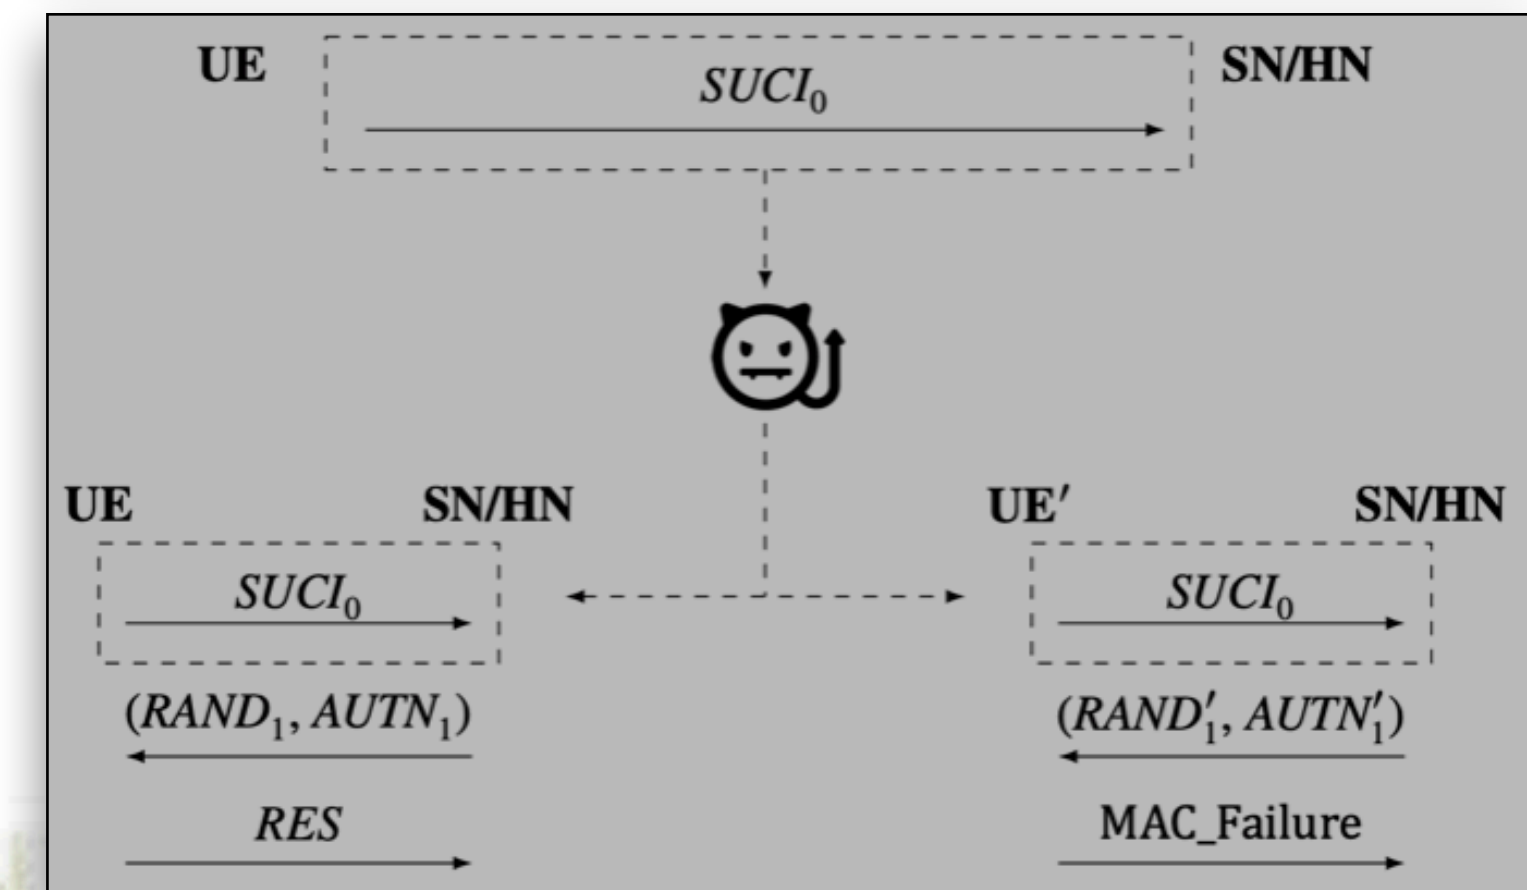 UE SN/HN
SUCI₀
UE SN/HN UE′ SN/HN
SUCI₀ SUCI₀
(RAND₁, AUTN₁) (RAND′₁, AUTN′₁)
RES MAC_Failure